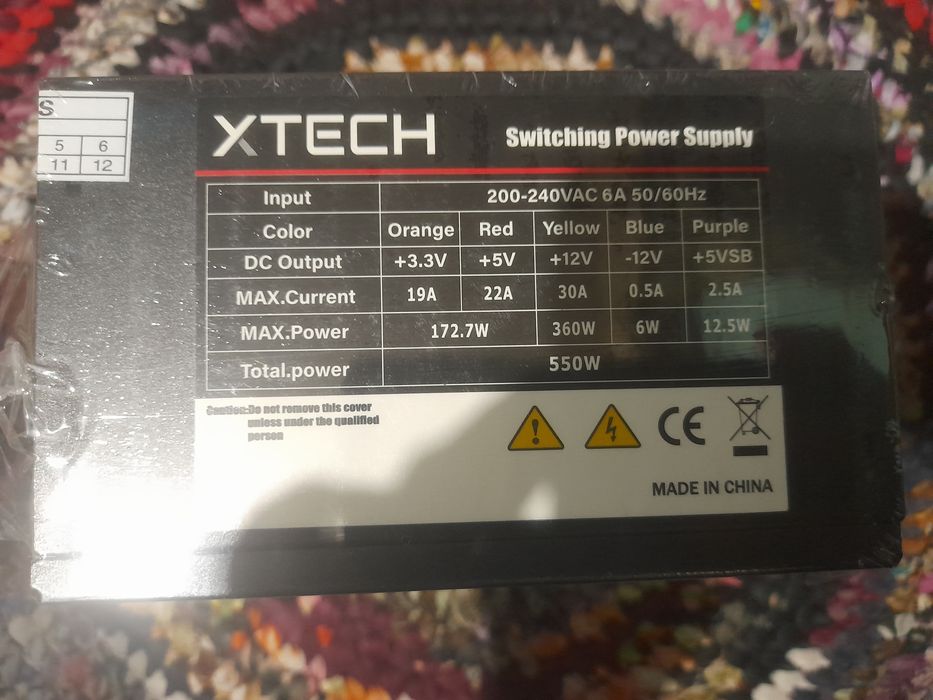 S
5 6
11 12
XTECH
Switching Power Supply
Input 200-240VAC 6A 50/60Hz
Color Orange Red Yellow Blue Purple
DC Output +3.3V +5V +12V -12V +5VSB
MAX.Current 19A 22A 30A 0.5A 2.5A
MAX.Power 172.7W 360W 6W 12.5W
Total.power 550W
Caution:Do not remove this cover
unless under the qualified
person
CE
MADE IN CHINA